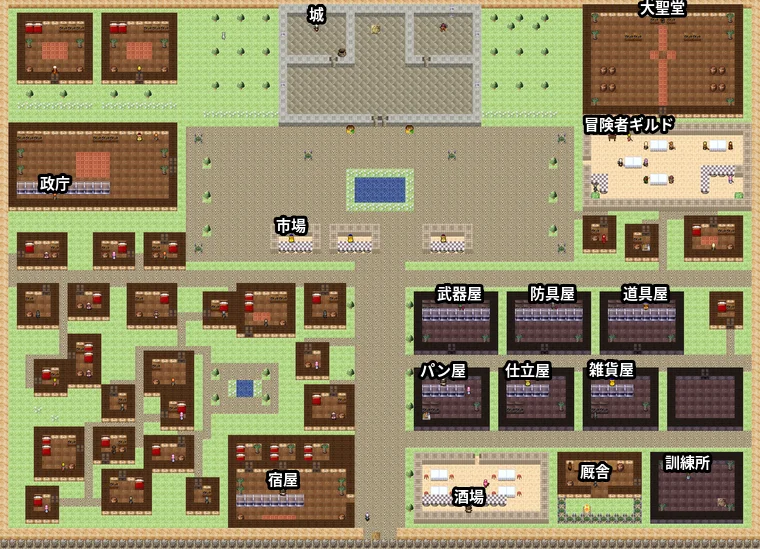 城
大聖堂
冒険者ギルド
政庁
市場
武器屋
防具屋
道具屋
パン屋
仕立屋
雑貨屋
宿屋
酒場
厩舎
訓練所